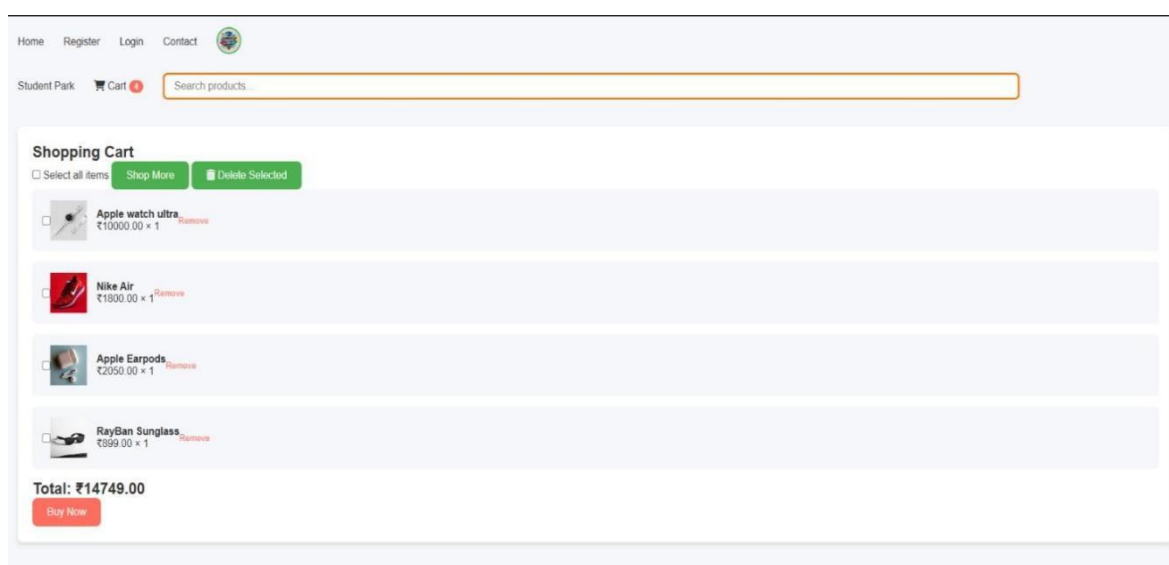 Home Register Login Contact
Student Park Cart 4 Search products...
Shopping Cart
Select all items Shop More Delete Selected
Apple watch ultra
₹10000.00 × 1 Remove
Nike Air
₹1800.00 × 1 Remove
Apple Earpods
₹2050.00 × 1 Remove
RayBan Sunglass
₹899.00 × 1 Remove
Total: ₹14749.00
Buy Now